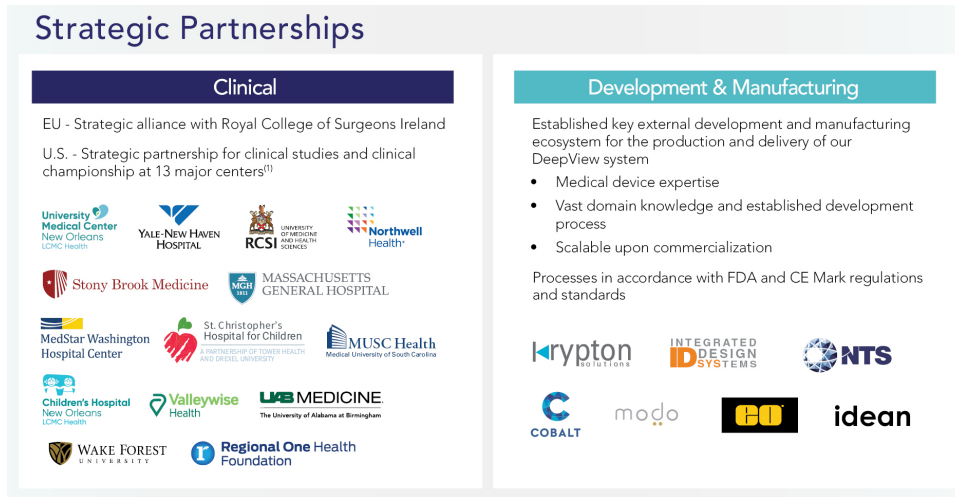 Strategic Partnerships
Clinical
EU - Strategic alliance with Royal College of Surgeons Ireland
U.S. - Strategic partnership for clinical studies and clinical
championship at 13 major centers(1)
University
Medical Center
New Orleans
LCMC Health
YALE-NEW HAVEN
HOSPITAL
RCSI
UNIVERSITY
OF MEDICINE
AND HEALTH
SCIENCES
Northwell
Health
Stony Brook Medicine
MGH
1811
MASSACHUSETTS
GENERAL HOSPITAL
MedStar Washington
Hospital Center
St. Christopher's
Hospital for Children
A PARTNERSHIP OF TOWER HEALTH
AND DREXEL UNIVERSITY
MUSC Health
Medical University of South Carolina
Children's Hospital
New Orleans
LCMC Health
Valleywise
Health
UAB MEDICINE
The University of Alabama at Birmingham
WAKE FOREST
UNIVERSITY
r
Regional One Health
Foundation
Development & Manufacturing
Established key external development and manufacturing
ecosystem for the production and delivery of our
DeepView system
• Medical device expertise
• Vast domain knowledge and established development
process
• Scalable upon commercialization
Processes in accordance with FDA and CE Mark regulations
and standards
krypton
solutions
INTEGRATED
ID DESIGN
SYSTEMS
NTS
C
COBALT
modo
EO
idean